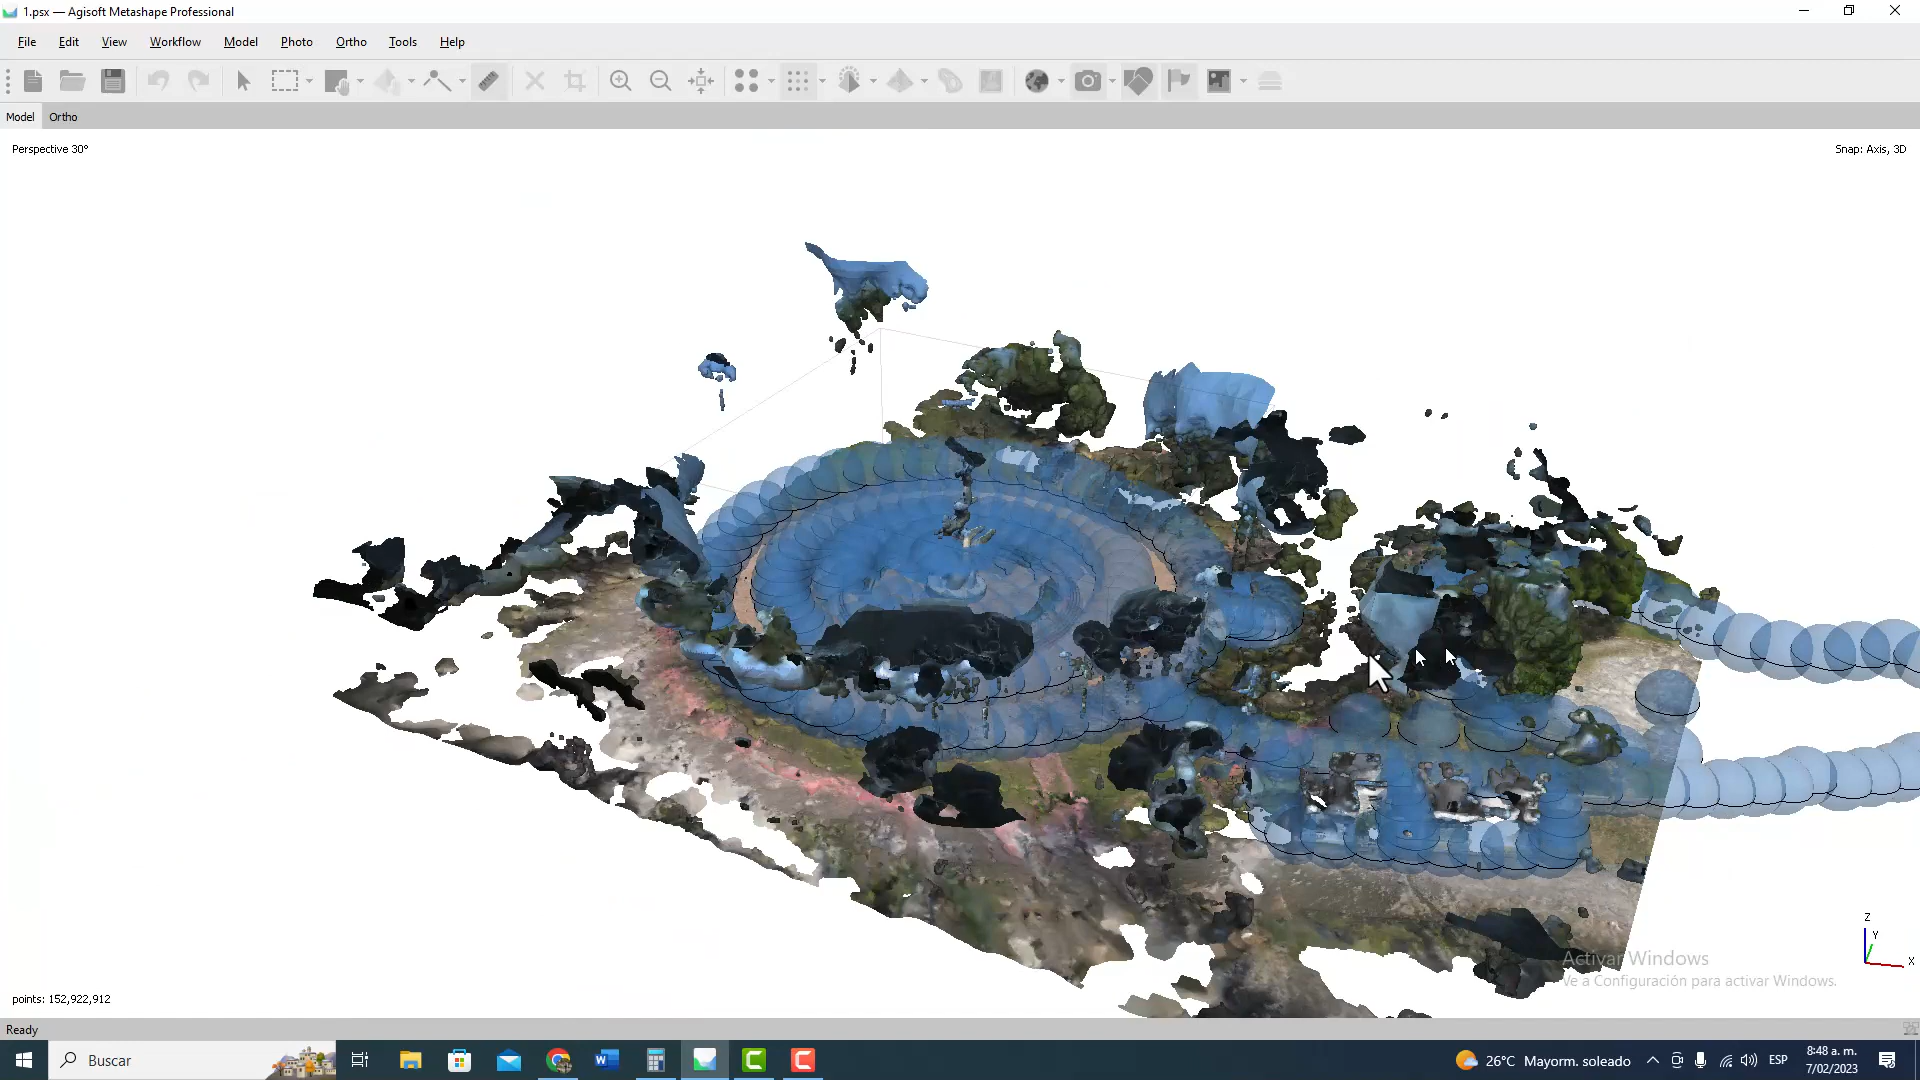 1.psx — Agisoft Metashape Professional
File Edit View Workflow Model Photo Ortho Tools Help
Model Ortho
Perspective 30°
Snap: Axis, 3D
Z
Y
X
Activar Windows
Ve a Configuración para activar Windows.
points: 152,922,912
Ready
Buscar
26°C Mayorm. soleado
ESP
8:48 a. m.
7/02/2023